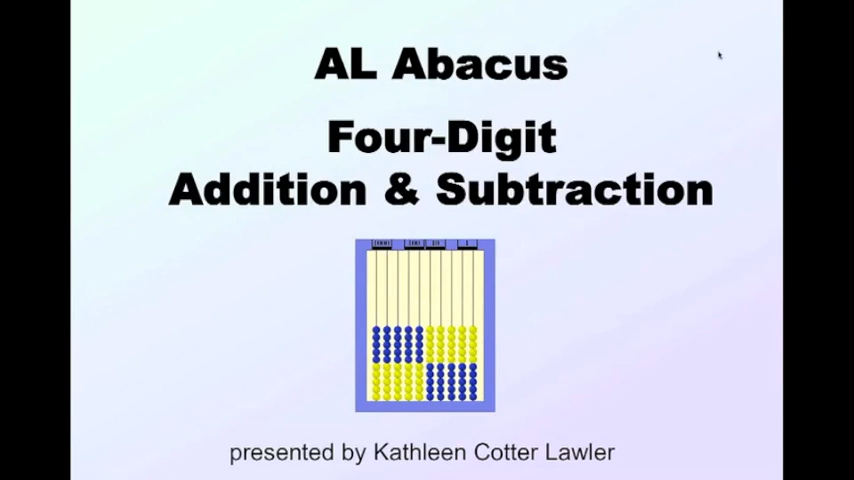 AL Abacus
Four-Digit
Addition & Subtraction
presented by Kathleen Cotter Lawler